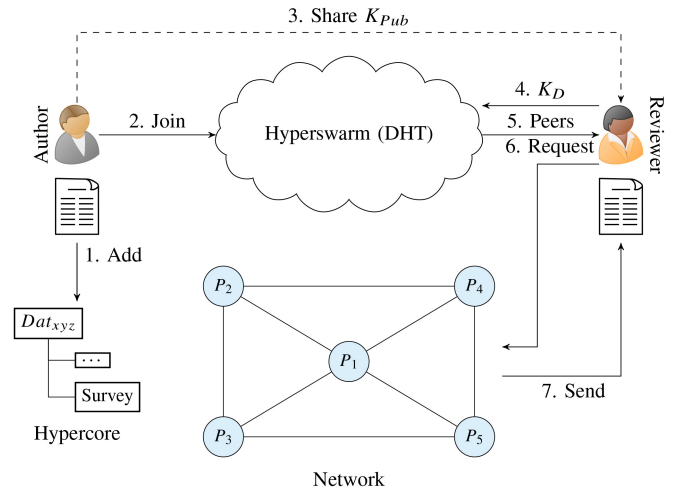 3. Share K_Pub
Author
2. Join
Hyperswarm (DHT)
4. K_D
5. Peers
6. Request
Reviewer
1. Add
Dat_xyz
...
Survey
Hypercore
P_2
P_4
P_1
P_3
P_5
7. Send
Network